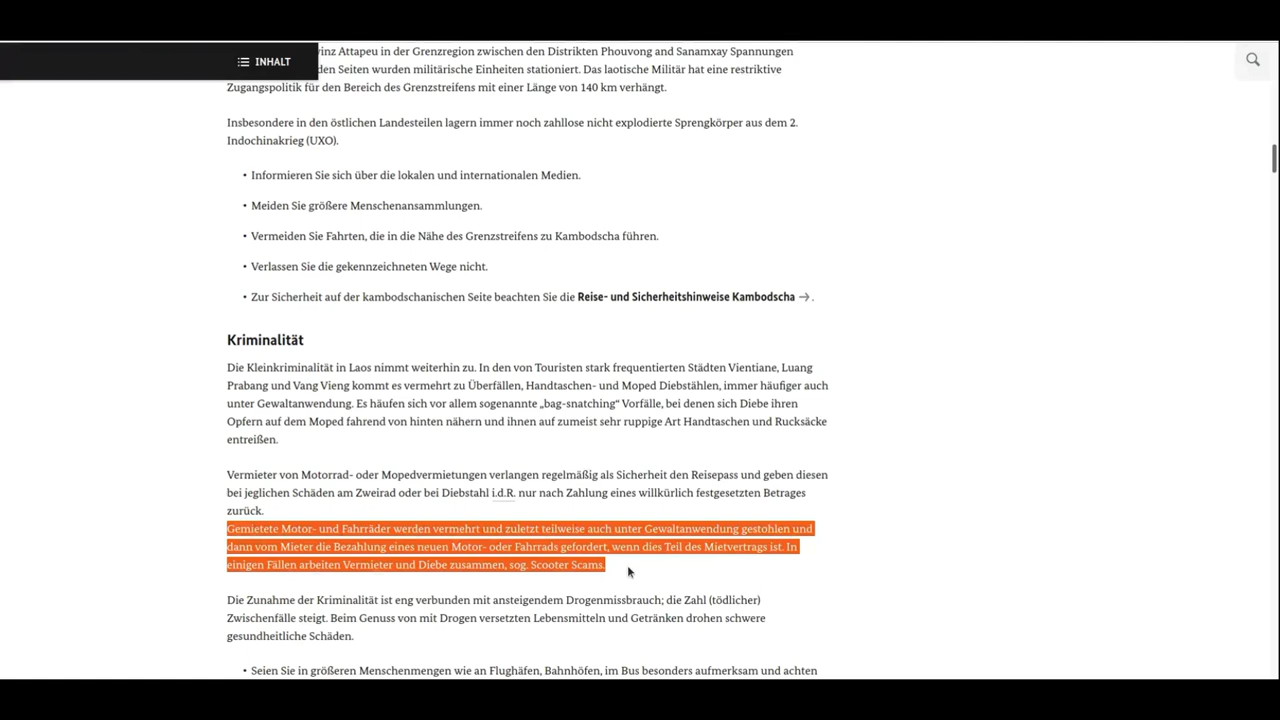 INHALT
vinz Attapeu in der Grenzregion zwischen den Distrikten Phouvong and Sanamxay Spannungen
den Seiten wurden militärische Einheiten stationiert. Das laotische Militär hat eine restriktive
Zugangspolitik für den Bereich des Grenzstreifens mit einer Länge von 140 km verhängt.
Insbesondere in den östlichen Landesteilen lagern immer noch zahllose nicht explodierte Sprengkörper aus dem 2.
Indochinakrieg (UXO).
• Informieren Sie sich über die lokalen und internationalen Medien.
• Meiden Sie größere Menschenansammlungen.
• Vermeiden Sie Fahrten, die in die Nähe des Grenzstreifens zu Kambodscha führen.
• Verlassen Sie die gekennzeichneten Wege nicht.
• Zur Sicherheit auf der kambodschanischen Seite beachten Sie die Reise- und Sicherheitshinweise Kambodscha → .
Kriminalität
Die Kleinkriminalität in Laos nimmt weiterhin zu. In den von Touristen stark frequentierten Städten Vientiane, Luang
Prabang und Vang Vieng kommt es vermehrt zu Überfällen, Handtaschen- und Moped Diebstählen, immer häufiger auch
unter Gewaltanwendung. Es häufen sich vor allem sogenannte „bag-snatching“ Vorfälle, bei denen sich Diebe ihren
Opfern auf dem Moped fahrend von hinten nähern und ihnen auf zumeist sehr ruppige Art Handtaschen und Rucksäcke
entreißen.
Vermieter von Motorrad- oder Mopedvermietungen verlangen regelmäßig als Sicherheit den Reisepass und geben diesen
bei jeglichen Schäden am Zweirad oder bei Diebstahl i.d.R. nur nach Zahlung eines willkürlich festgesetzten Betrages
zurück.
Gemietete Motor- und Fahrräder werden vermehrt und zuletzt teilweise auch unter Gewaltanwendung gestohlen und
dann vom Mieter die Bezahlung eines neuen Motor- oder Fahrrads gefordert, wenn dies Teil des Mietvertrags ist. In
einigen Fällen arbeiten Vermieter und Diebe zusammen, sog. Scooter Scams.
Die Zunahme der Kriminalität ist eng verbunden mit ansteigendem Drogenmissbrauch; die Zahl (tödlicher)
Zwischenfälle steigt. Beim Genuss von mit Drogen versetzten Lebensmitteln und Getränken drohen schwere
gesundheitliche Schäden.
• Seien Sie in größeren Menschenmengen wie an Flughäfen, Bahnhöfen, im Bus besonders aufmerksam und achten